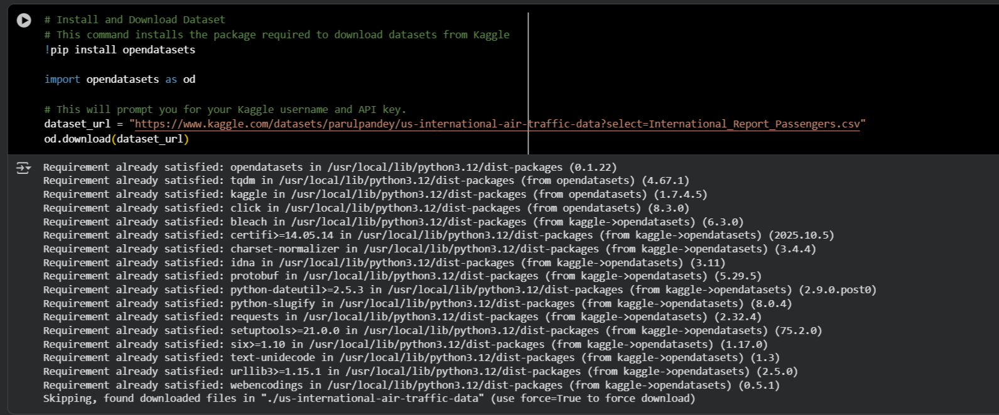 # Install and Download Dataset
# This command installs the package required to download datasets from Kaggle
!pip install opendatasets
import opendatasets as od
# This will prompt you for your Kaggle username and API key.
dataset_url = "https://www.kaggle.com/datasets/parulpandey/us-international-air-traffic-data?select=International_Report_Passengers.csv"
od.download(dataset_url)
Requirement already satisfied: opendatasets in /usr/local/lib/python3.12/dist-packages (0.1.22)
Requirement already satisfied: tqdm in /usr/local/lib/python3.12/dist-packages (from opendatasets) (4.67.1)
Requirement already satisfied: kaggle in /usr/local/lib/python3.12/dist-packages (from opendatasets) (1.7.4.5)
Requirement already satisfied: click in /usr/local/lib/python3.12/dist-packages (from opendatasets) (8.3.0)
Requirement already satisfied: bleach in /usr/local/lib/python3.12/dist-packages (from kaggle->opendatasets) (6.3.0)
Requirement already satisfied: certifi>=14.05.14 in /usr/local/lib/python3.12/dist-packages (from kaggle->opendatasets) (2025.10.5)
Requirement already satisfied: charset-normalizer in /usr/local/lib/python3.12/dist-packages (from kaggle->opendatasets) (3.4.4)
Requirement already satisfied: idna in /usr/local/lib/python3.12/dist-packages (from kaggle->opendatasets) (3.11)
Requirement already satisfied: protobuf in /usr/local/lib/python3.12/dist-packages (from kaggle->opendatasets) (5.29.5)
Requirement already satisfied: python-dateutil>=2.5.3 in /usr/local/lib/python3.12/dist-packages (from kaggle->opendatasets) (2.9.0.post0)
Requirement already satisfied: python-slugify in /usr/local/lib/python3.12/dist-packages (from kaggle->opendatasets) (8.0.4)
Requirement already satisfied: requests in /usr/local/lib/python3.12/dist-packages (from kaggle->opendatasets) (2.32.4)
Requirement already satisfied: setuptools>=21.0.0 in /usr/local/lib/python3.12/dist-packages (from kaggle->opendatasets) (75.2.0)
Requirement already satisfied: six>=1.10 in /usr/local/lib/python3.12/dist-packages (from kaggle->opendatasets) (1.17.0)
Requirement already satisfied: text-unidecode in /usr/local/lib/python3.12/dist-packages (from kaggle->opendatasets) (1.3)
Requirement already satisfied: urllib3>=1.15.1 in /usr/local/lib/python3.12/dist-packages (from kaggle->opendatasets) (2.5.0)
Requirement already satisfied: webencodings in /usr/local/lib/python3.12/dist-packages (from kaggle->opendatasets) (0.5.1)
Skipping, found downloaded files in "./us-international-air-traffic-data" (use force=True to force download)